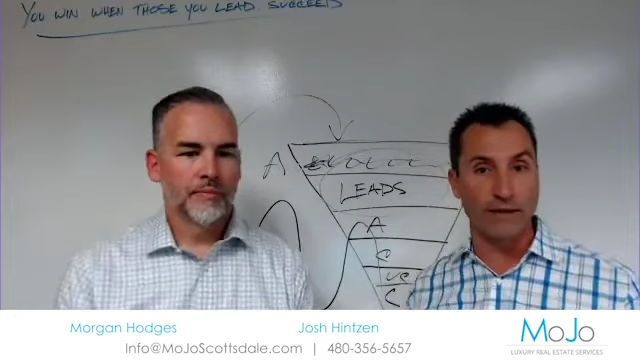 YOU WIN WHEN THOSE YOU LEAD SUCCEEDS
A
LEADS
A
C
C
Morgan Hodges
Josh Hintzen
MoJo
LUXURY REAL ESTATE SERVICES
Info@MoJoScottsdale.com | 480-356-5657